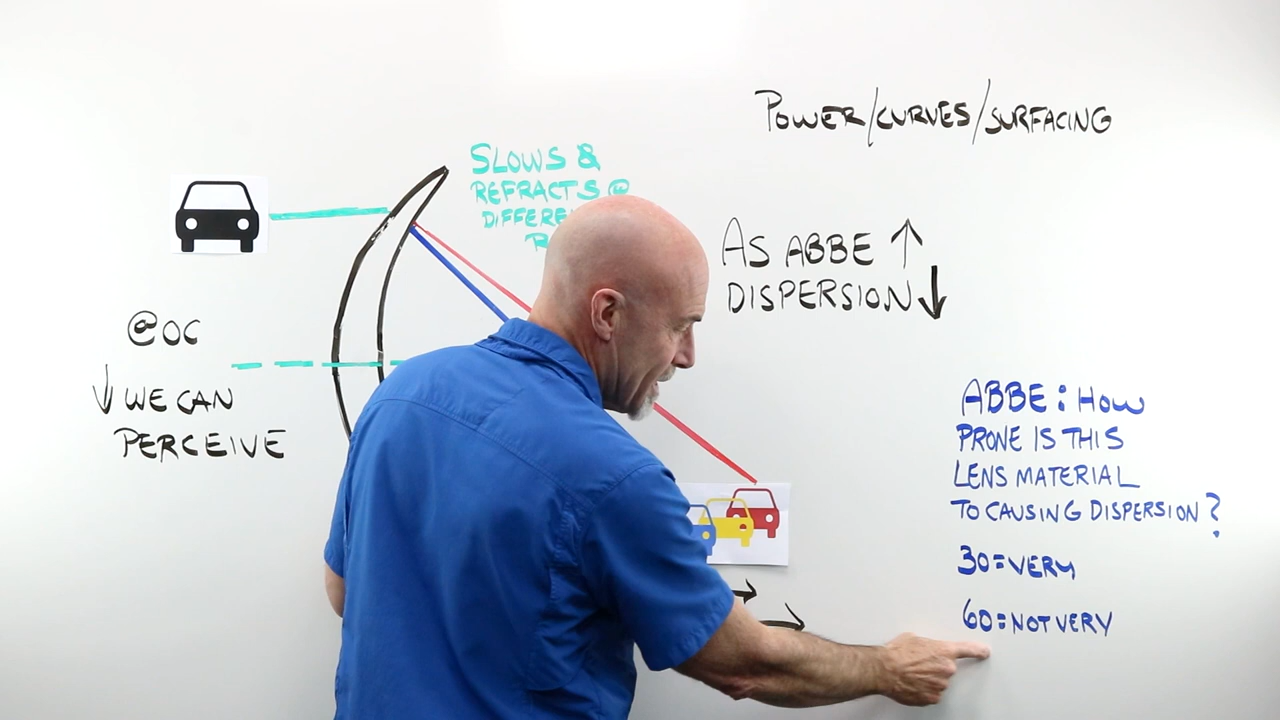 POWER/CURVES/SURFACING
SLOWS &
REFRACTS @
@OC
↓ WE CAN
PERCEIVE
AS ABBE ↑
DISPERSION ↓
ABBE: HOW
PRONE IS THIS
LENS MATERIAL
TO CAUSING DISPERSION?
30=VERY
60=NOT VERY